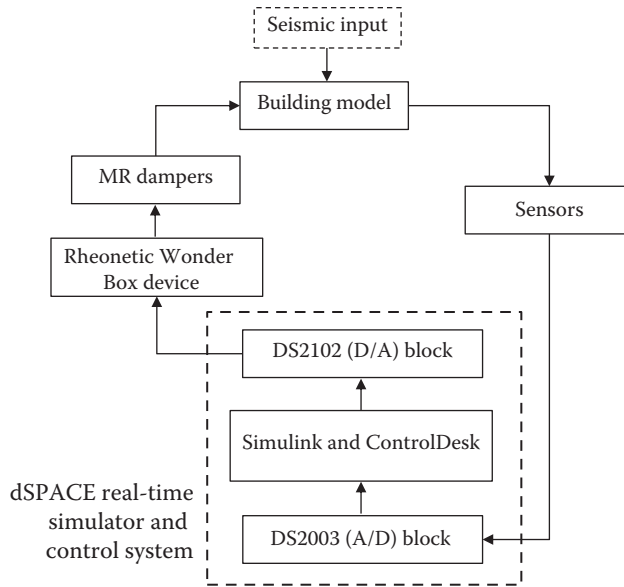 Seismic input
Building model
MR dampers
Sensors
Rheonetic Wonder
Box device
DS2102 (D/A) block
Simulink and ControlDesk
dSPACE real-time
simulator and
control system
DS2003 (A/D) block